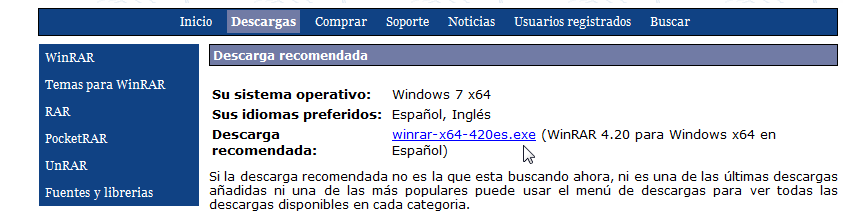 Inicio Descargas Comprar Soporte Noticias Usuarios registrados Buscar
WinRAR
Temas para WinRAR
RAR
PocketRAR
UnRAR
Fuentes y librerias
Descarga recomendada
Su sistema operativo: Windows 7 x64
Sus idiomas preferidos: Español, Inglés
Descarga recomendada: winrar-x64-420es.exe (WinRAR 4.20 para Windows x64 en
Español)
Si la descarga recomendada no es la que esta buscando ahora, ni es una de las últimas descargas
añadidas ni una de las más populares puede usar el menú de descargas para ver todas las
descargas disponibles en cada categoria.